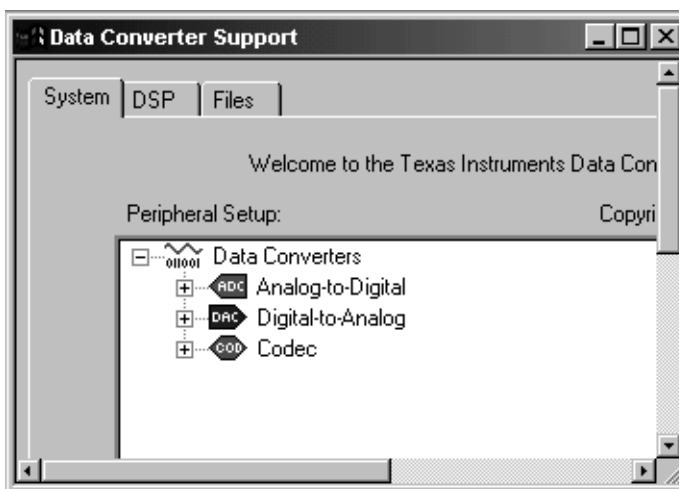 Data Converter Support
System DSP Files
Welcome to the Texas Instruments Data Con
Peripheral Setup: Copyri
011001 Data Converters
ADC Analog-to-Digital
DAC Digital-to-Analog
COD Codec